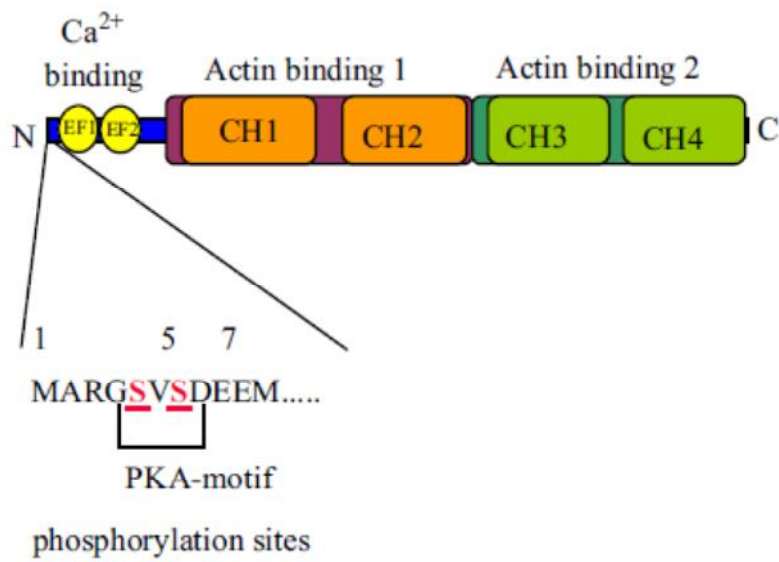 Ca²⁺
binding
Actin binding 1
Actin binding 2
N
EF1
EF2
CH1
CH2
CH3
CH4
C
1 5 7
MARGSVSDEEM.....
PKA-motif
phosphorylation sites